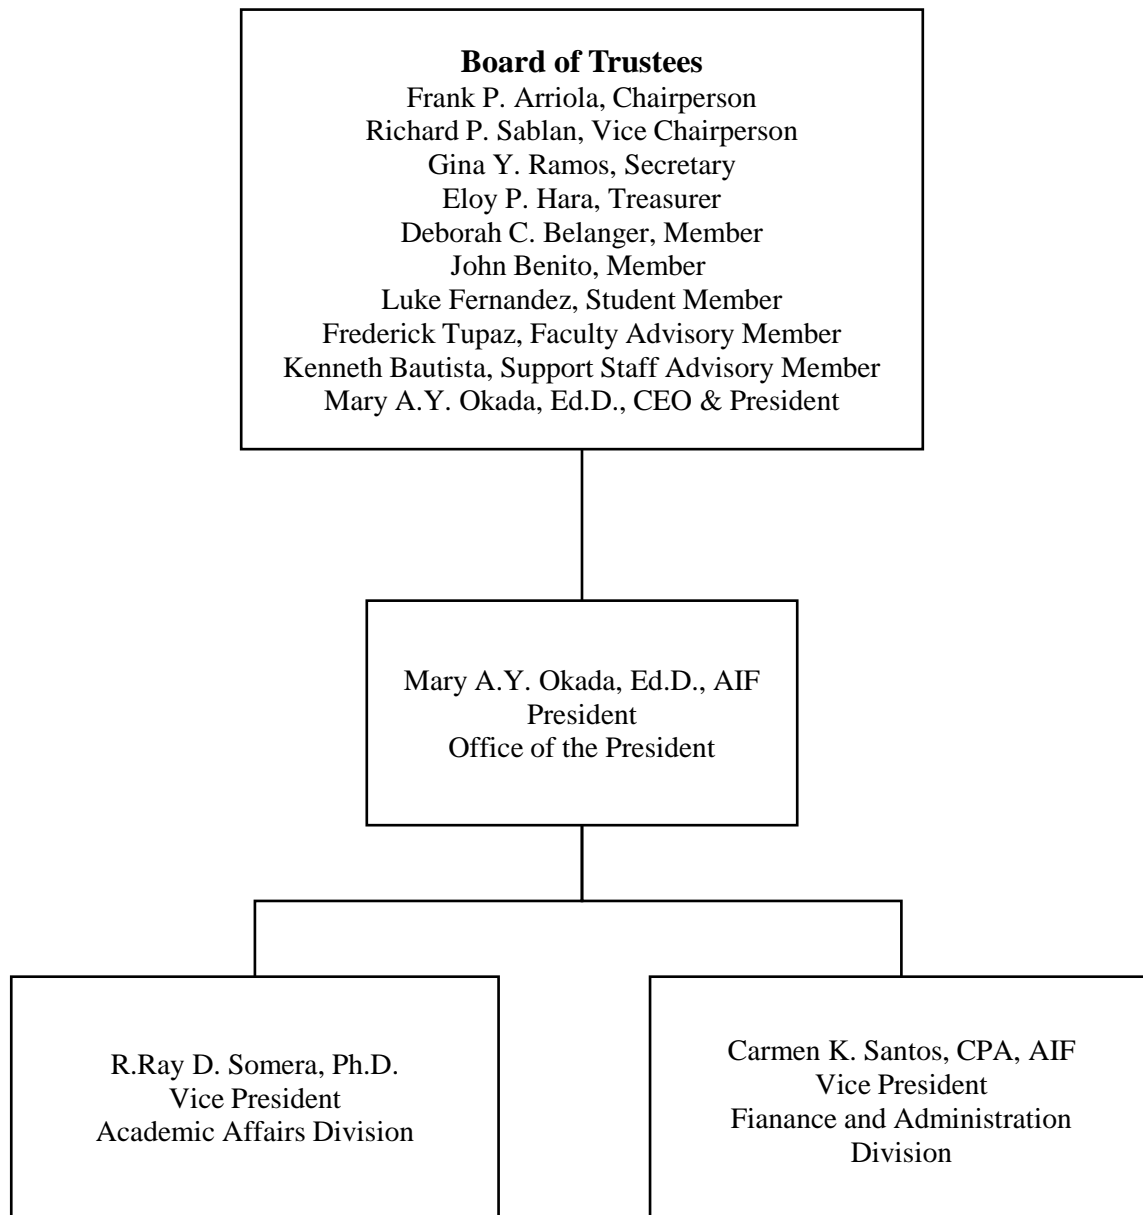 Board of Trustees
Frank P. Arriola, Chairperson
Richard P. Sablan, Vice Chairperson
Gina Y. Ramos, Secretary
Eloy P. Hara, Treasurer
Deborah C. Belanger, Member
John Benito, Member
Luke Fernandez, Student Member
Frederick Tupaz, Faculty Advisory Member
Kenneth Bautista, Support Staff Advisory Member
Mary A.Y. Okada, Ed.D., CEO & President
Mary A.Y. Okada, Ed.D., AIF
President
Office of the President
R.Ray D. Somera, Ph.D.
Vice President
Academic Affairs Division
Carmen K. Santos, CPA, AIF
Vice President
Fianance and Administration
Division